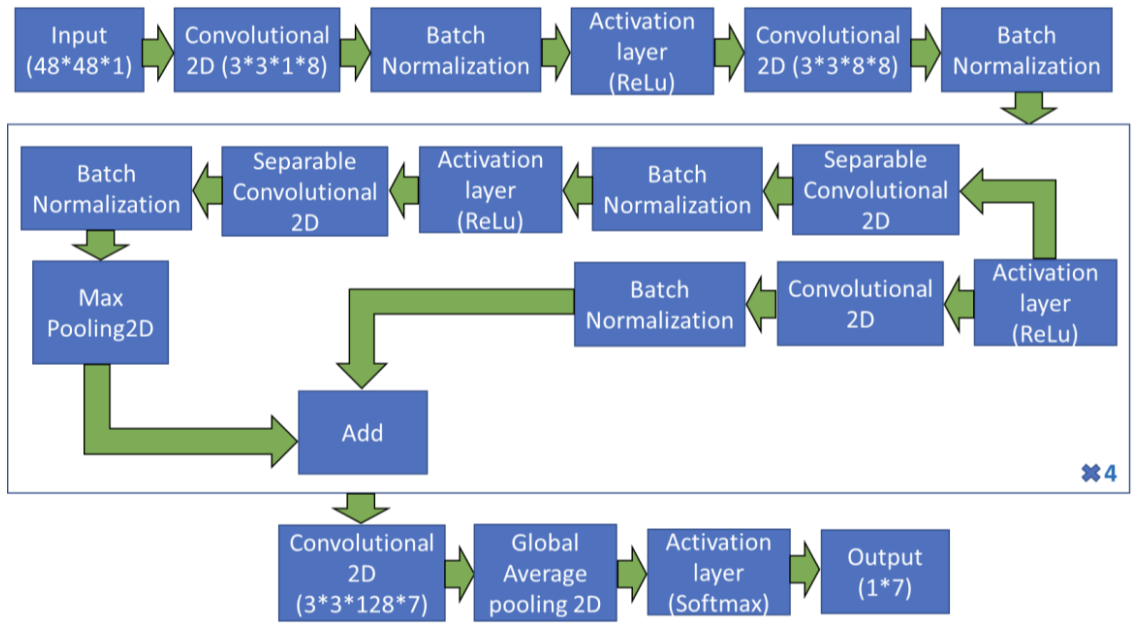 Input
(48*48*1)
Convolutional
2D (3*3*1*8)
Batch
Normalization
Activation
layer
(ReLu)
Convolutional
2D (3*3*8*8)
Batch
Normalization
Batch
Normalization
Separable
Convolutional
2D
Activation
layer
(ReLu)
Batch
Normalization
Separable
Convolutional
2D
Max
Pooling2D
Batch
Normalization
Convolutional
2D
Activation
layer
(ReLu)
Add
✖4
Convolutional
2D
(3*3*128*7)
Global
Average
pooling 2D
Activation
layer
(Softmax)
Output
(1*7)